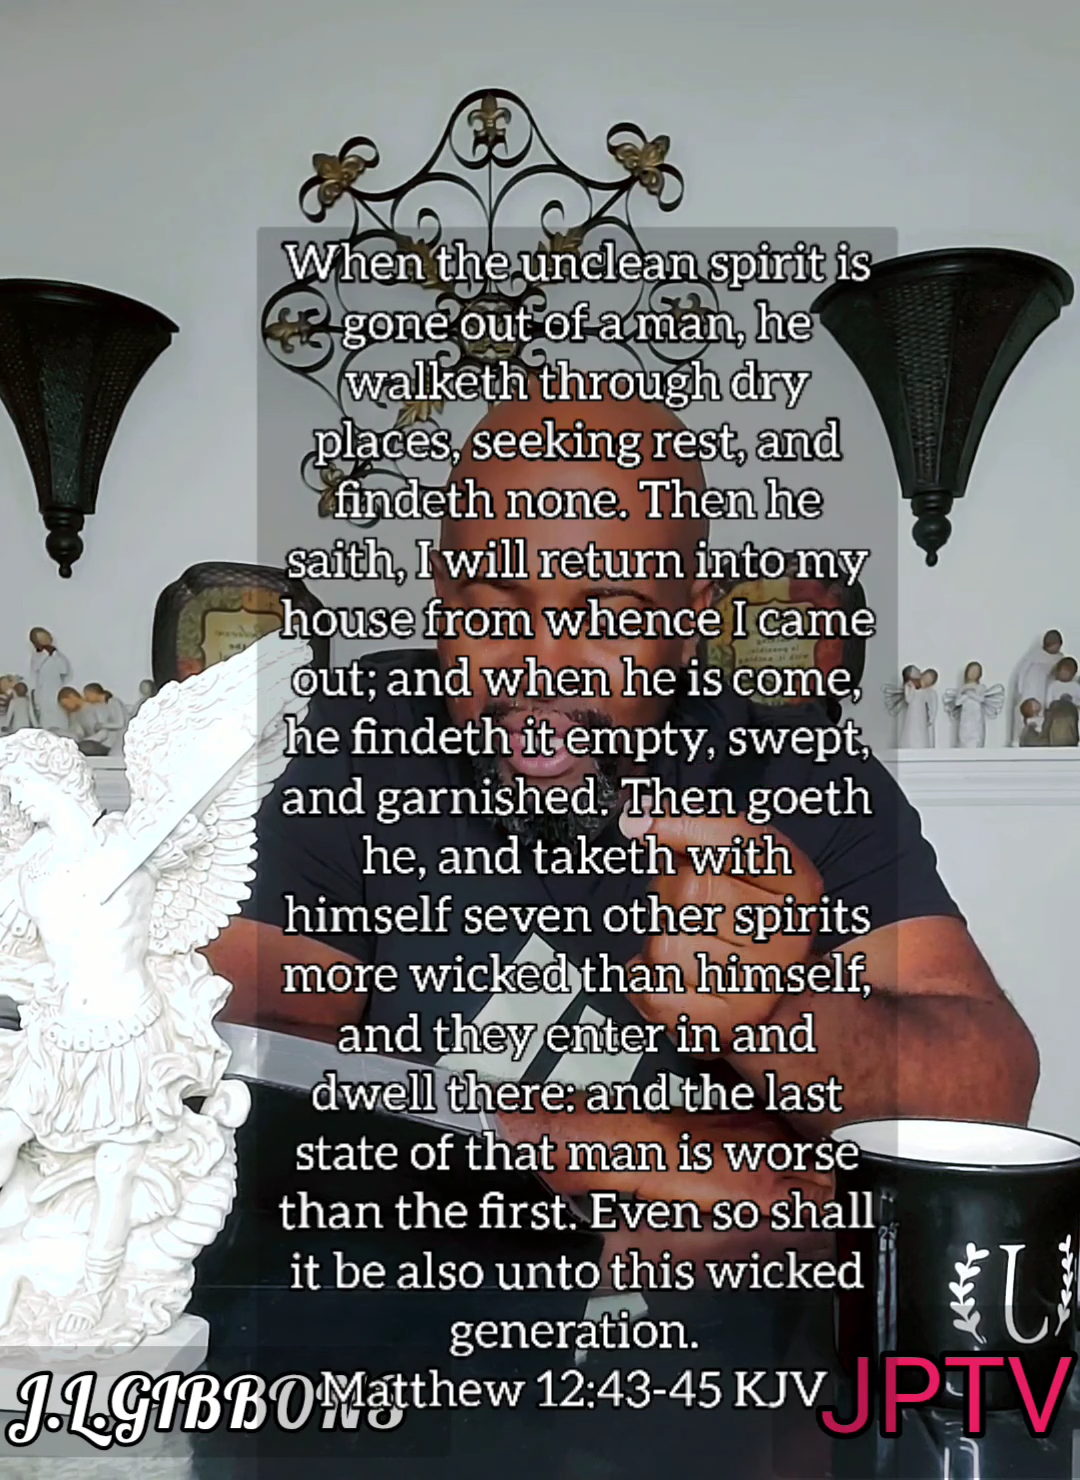 When the unclean spirit is
gone out of a man, he
walketh through dry
places, seeking rest, and
findeth none. Then he
saith, I will return into my
house from whence I came
out; and when he is come,
he findeth it empty, swept,
and garnished. Then goeth
he, and taketh with
himself seven other spirits
more wicked than himself,
and they enter in and
dwell there: and the last
state of that man is worse
than the first. Even so shall
it be also unto this wicked
generation.
Matthew 12:43-45 KJV
J.L.GIBBONS
JPTV
J